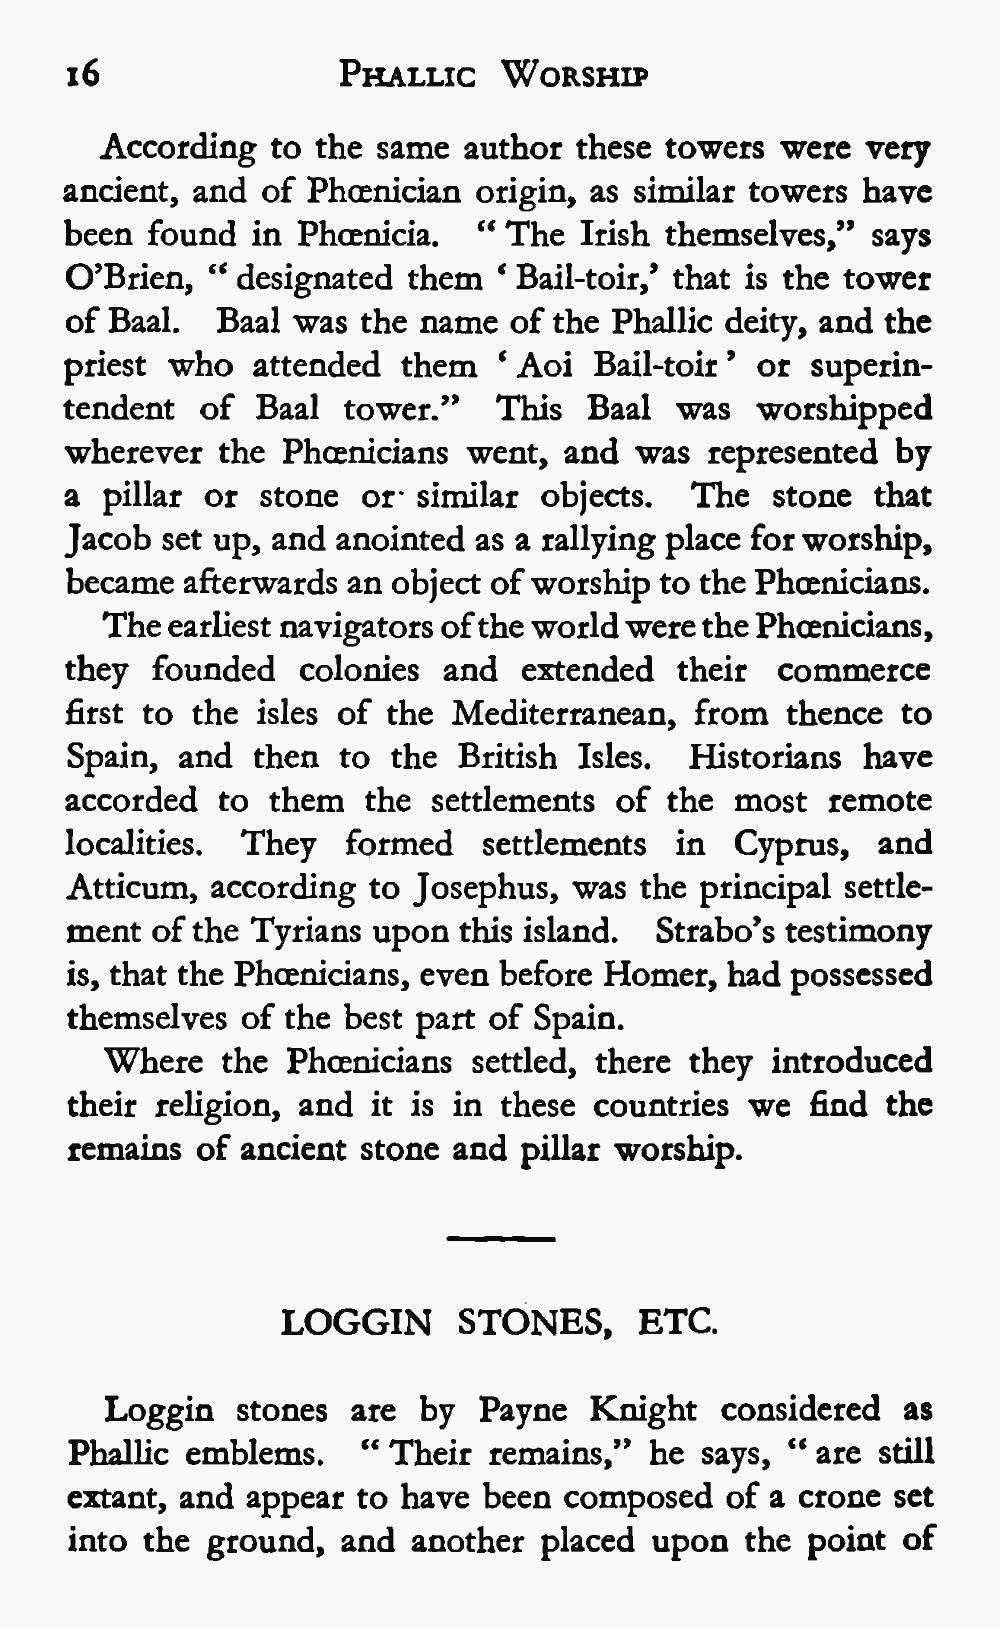 16 Phallic Worship
According to the same author these towers were very
ancient, and of Phœnician origin, as similar towers have
been found in Phœnicia. “ The Irish themselves,” says
O’Brien, “ designated them ‘ Bail-toir,’ that is the tower
of Baal. Baal was the name of the Phallic deity, and the
priest who attended them ‘ Aoi Bail-toir ’ or superin-
tendent of Baal tower.” This Baal was worshipped
wherever the Phœnicians went, and was represented by
a pillar or stone or similar objects. The stone that
Jacob set up, and anointed as a rallying place for worship,
became afterwards an object of worship to the Phœnicians.
The earliest navigators of the world were the Phœnicians,
they founded colonies and extended their commerce
first to the isles of the Mediterranean, from thence to
Spain, and then to the British Isles. Historians have
accorded to them the settlements of the most remote
localities. They formed settlements in Cyprus, and
Atticum, according to Josephus, was the principal settle-
ment of the Tyrians upon this island. Strabo’s testimony
is, that the Phœnicians, even before Homer, had possessed
themselves of the best part of Spain.
Where the Phœnicians settled, there they introduced
their religion, and it is in these countries we find the
remains of ancient stone and pillar worship.
LOGGIN STONES, ETC.
Loggin stones are by Payne Knight considered as
Phallic emblems. “ Their remains,” he says, “ are still
extant, and appear to have been composed of a crone set
into the ground, and another placed upon the point of